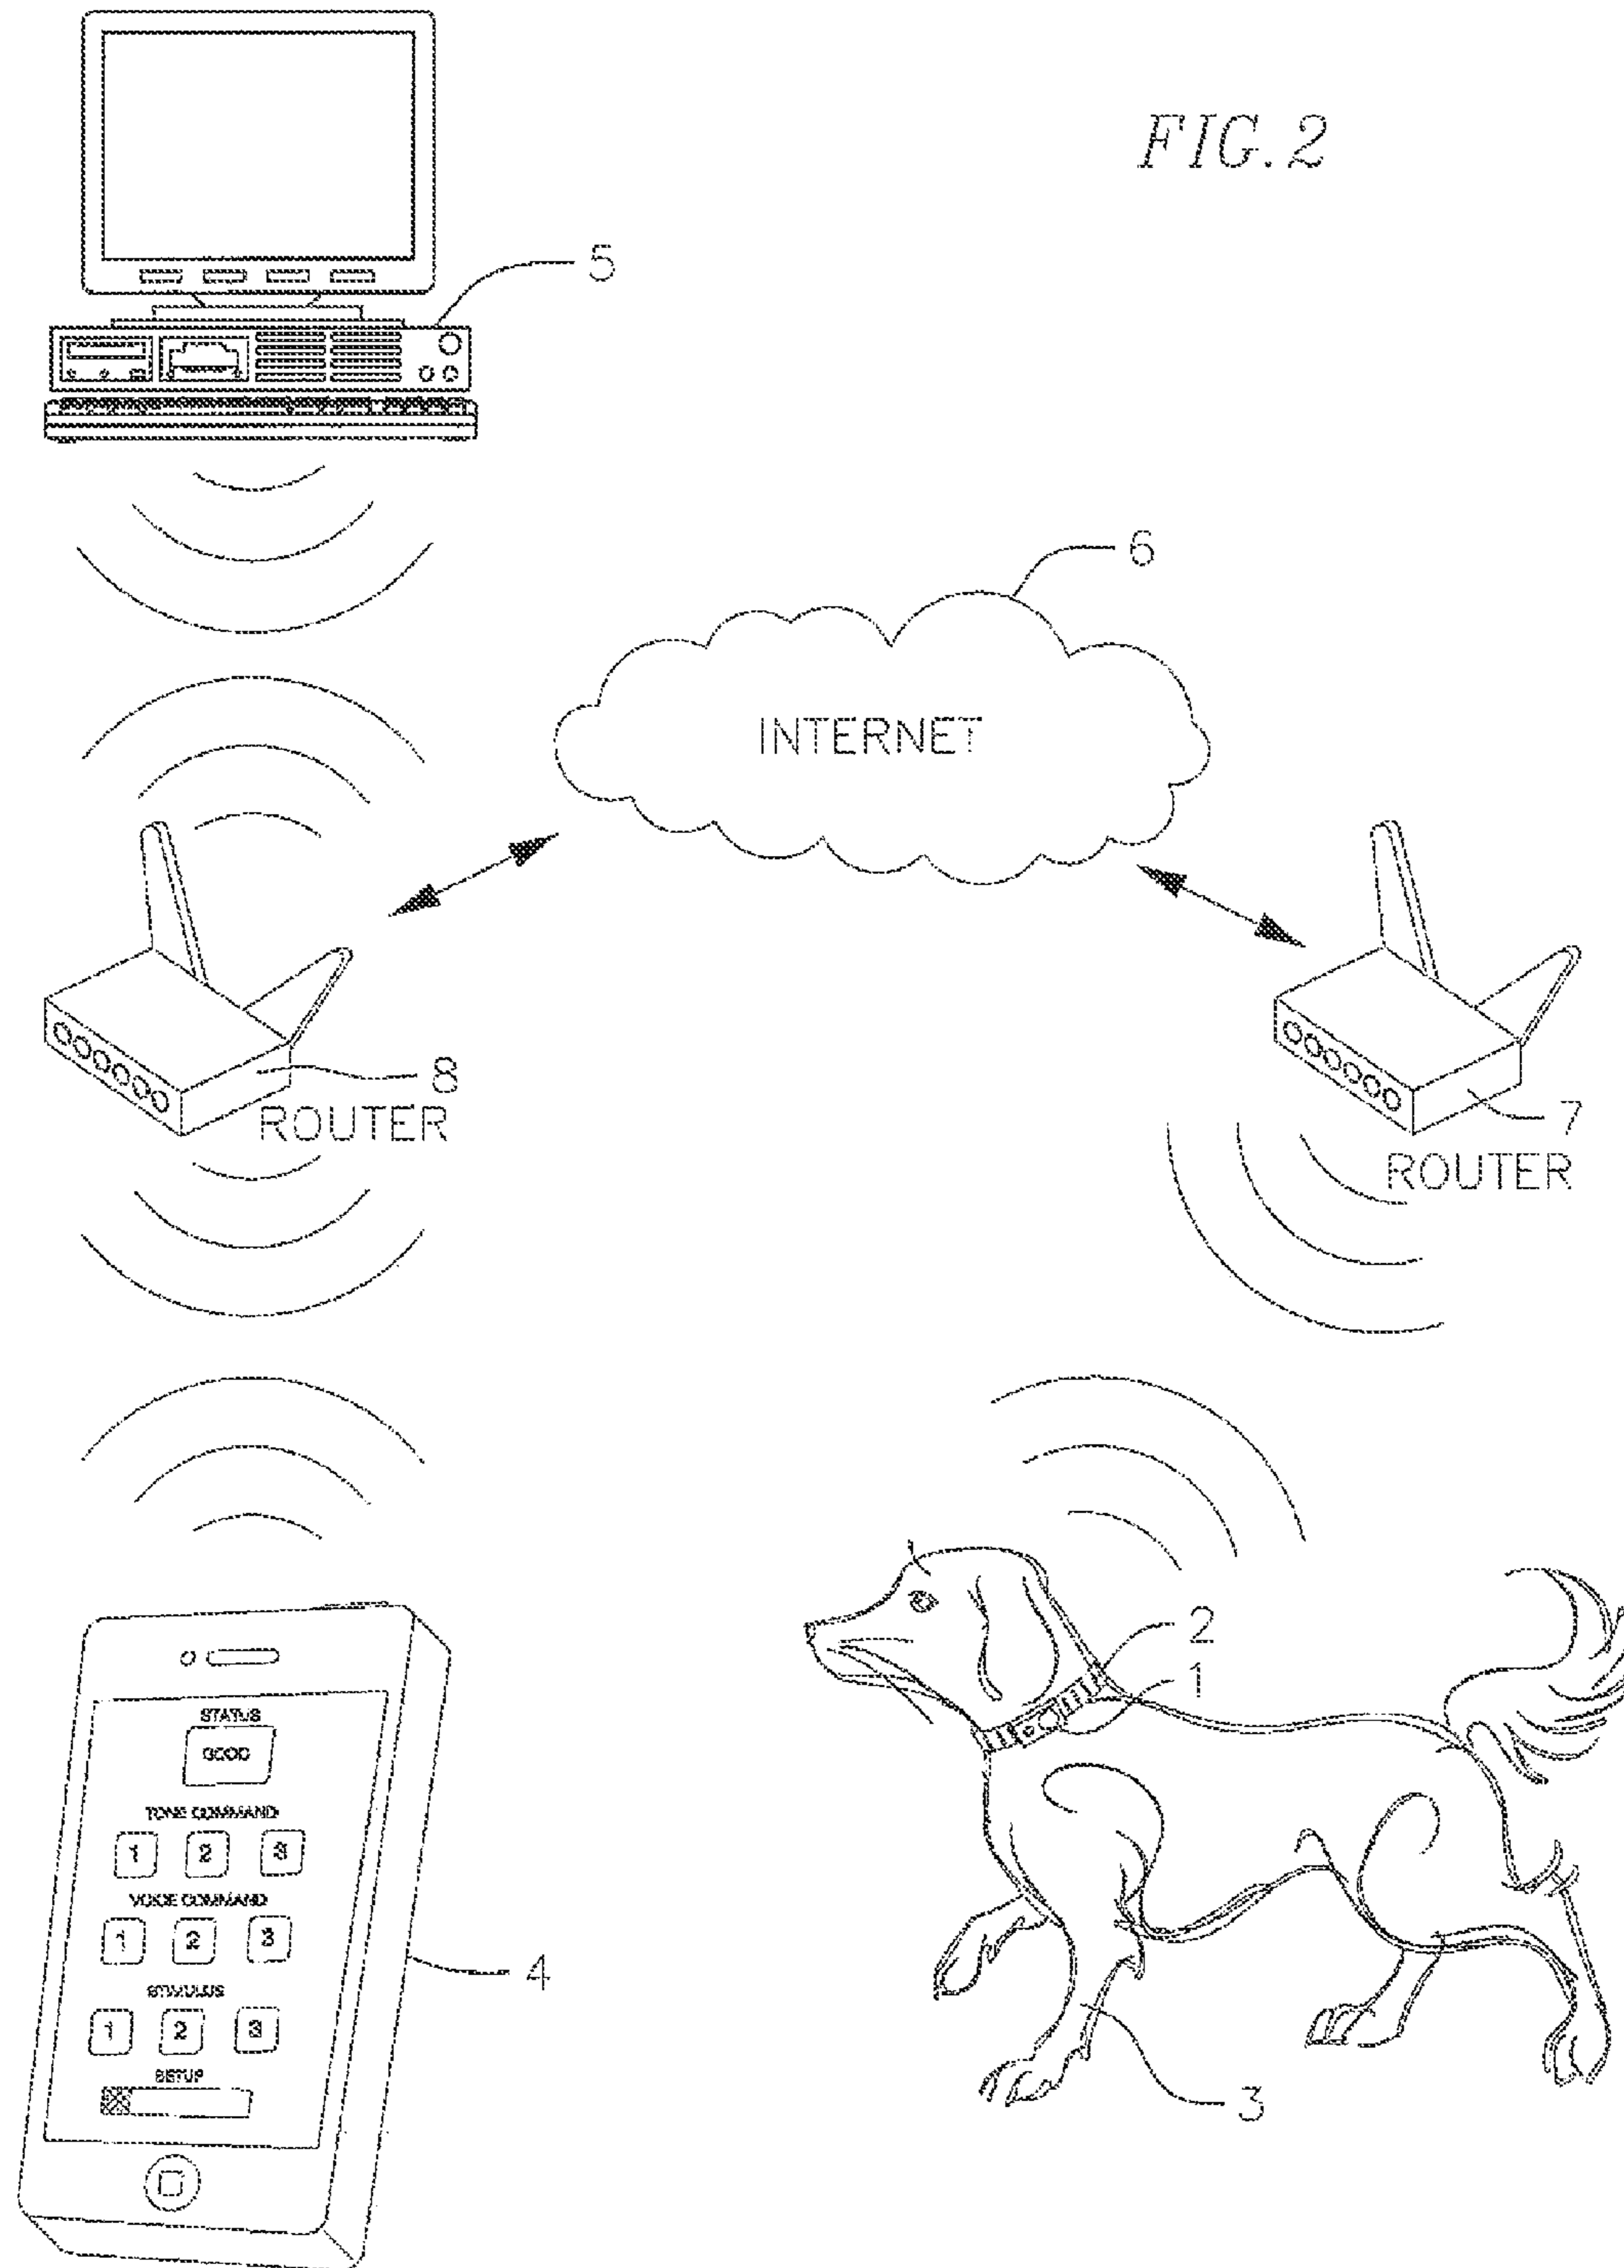 FIG. 2
5
6
INTERNET
8
ROUTER
7
ROUTER
2
1
STATUS
GOOD
TONE COMMAND
1 2 3
VOICE COMMAND
1 2 3
4
STIMULUS
1 2 3
SETUP
3